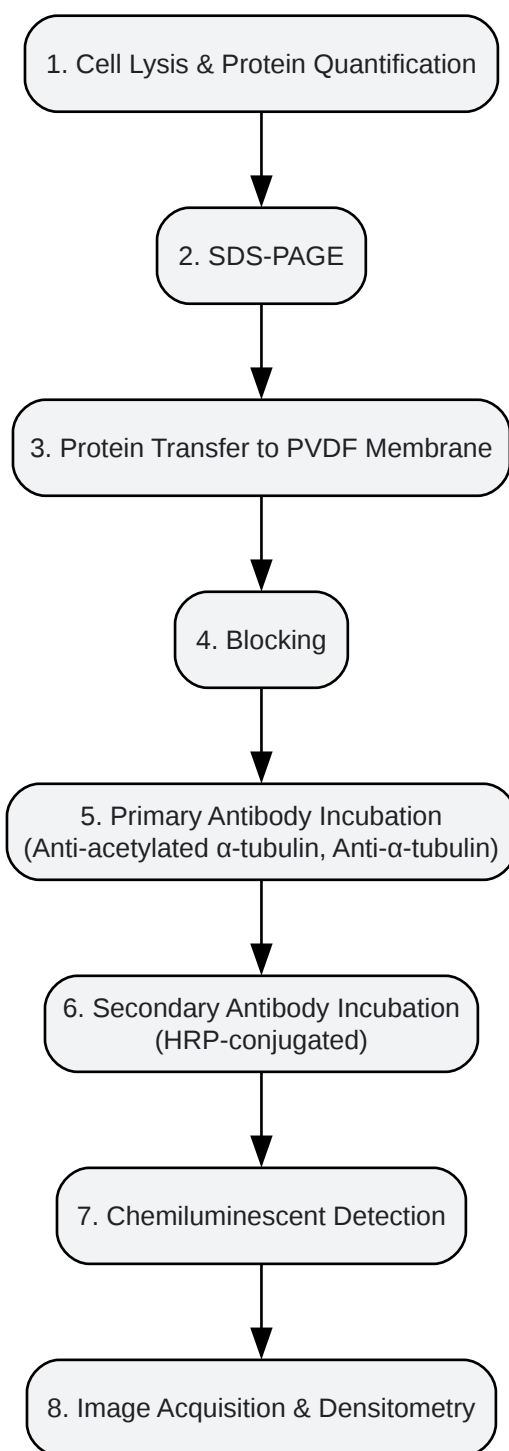 1. Cell Lysis & Protein Quantification
2. SDS-PAGE
3. Protein Transfer to PVDF Membrane
4. Blocking
5. Primary Antibody Incubation
(Anti-acetylated α-tubulin, Anti-α-tubulin)
6. Secondary Antibody Incubation
(HRP-conjugated)
7. Chemiluminescent Detection
8. Image Acquisition & Densitometry